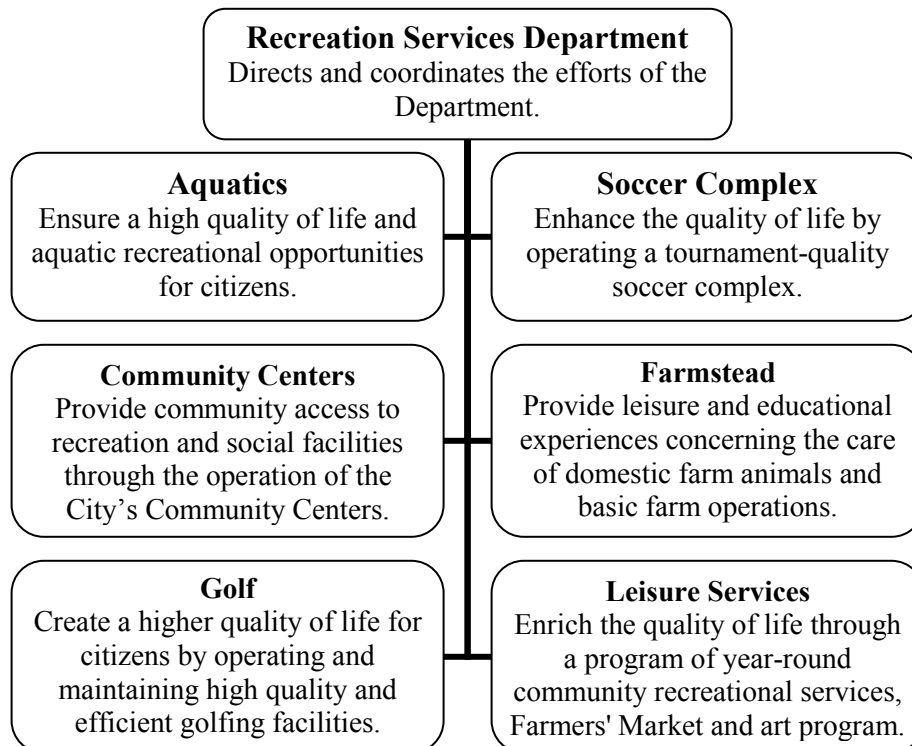 Recreation Services Department
Directs and coordinates the efforts of the
Department.
Aquatics
Ensure a high quality of life and
aquatic recreational opportunities
for citizens.
Soccer Complex
Enhance the quality of life by
operating a tournament-quality
soccer complex.
Community Centers
Provide community access to
recreation and social facilities
through the operation of the
City’s Community Centers.
Farmstead
Provide leisure and educational
experiences concerning the care
of domestic farm animals and
basic farm operations.
Golf
Create a higher quality of life for
citizens by operating and
maintaining high quality and
efficient golfing facilities.
Leisure Services
Enrich the quality of life through
a program of year-round
community recreational services,
Farmers' Market and art program.